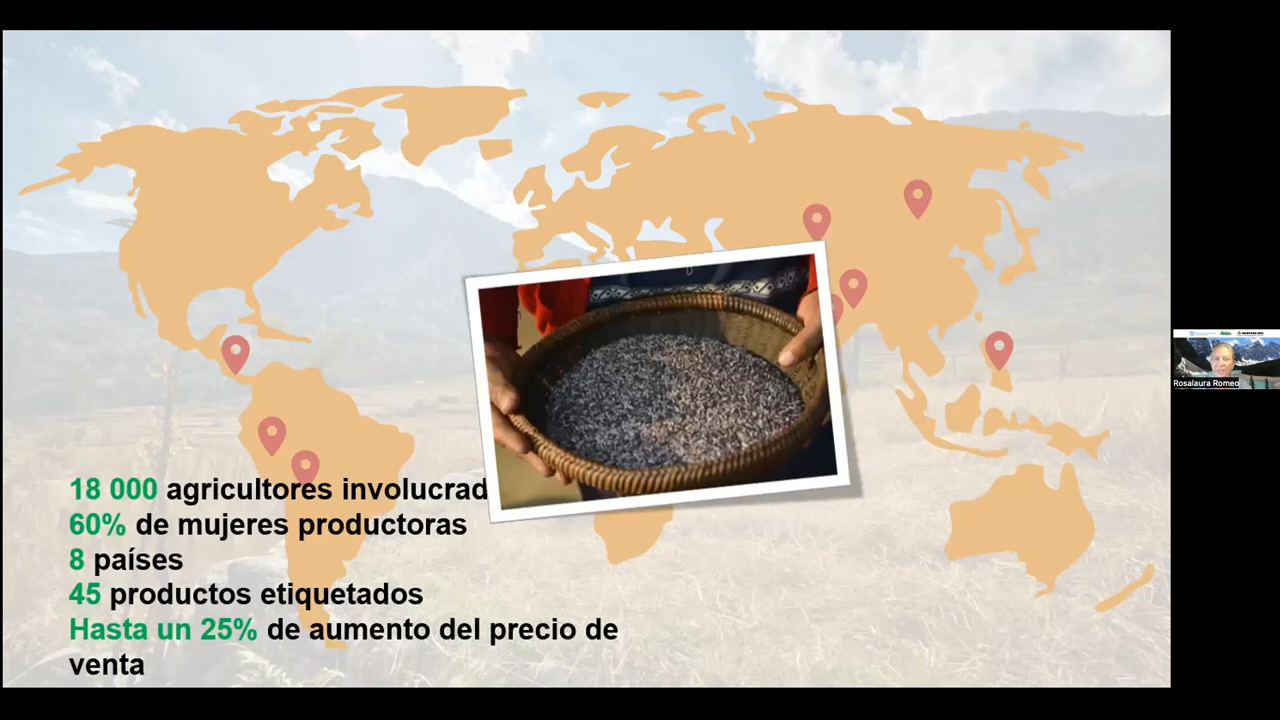 18 000 agricultores involucrad
60% de mujeres productoras
8 países
45 productos etiquetados
Hasta un 25% de aumento del precio de
venta
Rosalaura Romeo